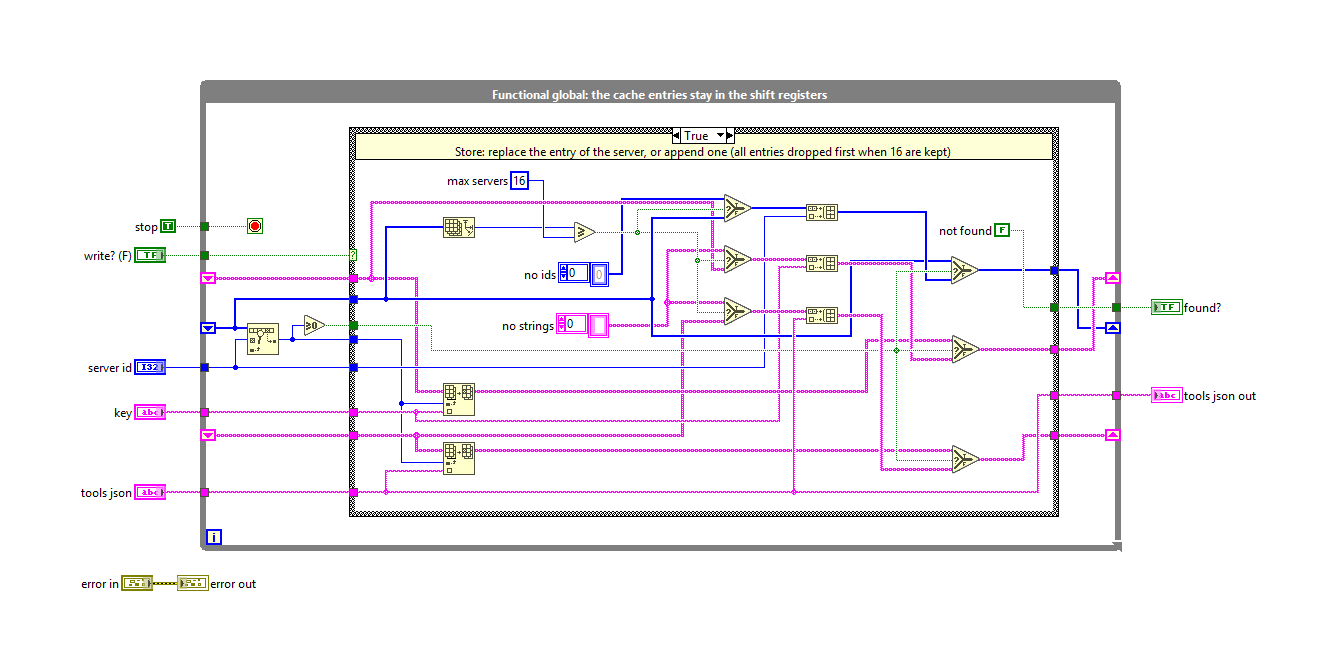 Functional global: the cache entries stay in the shift registers
True
Store: replace the entry of the server, or append one (all entries dropped first when 16 are kept)
max servers 16
stop T
write? (F) TF
not found F
no ids 0 0
no strings 0
≥0
≥
?
found? TF
server id I32
key abc
tools json out abc
tools json abc
i
error in
error out